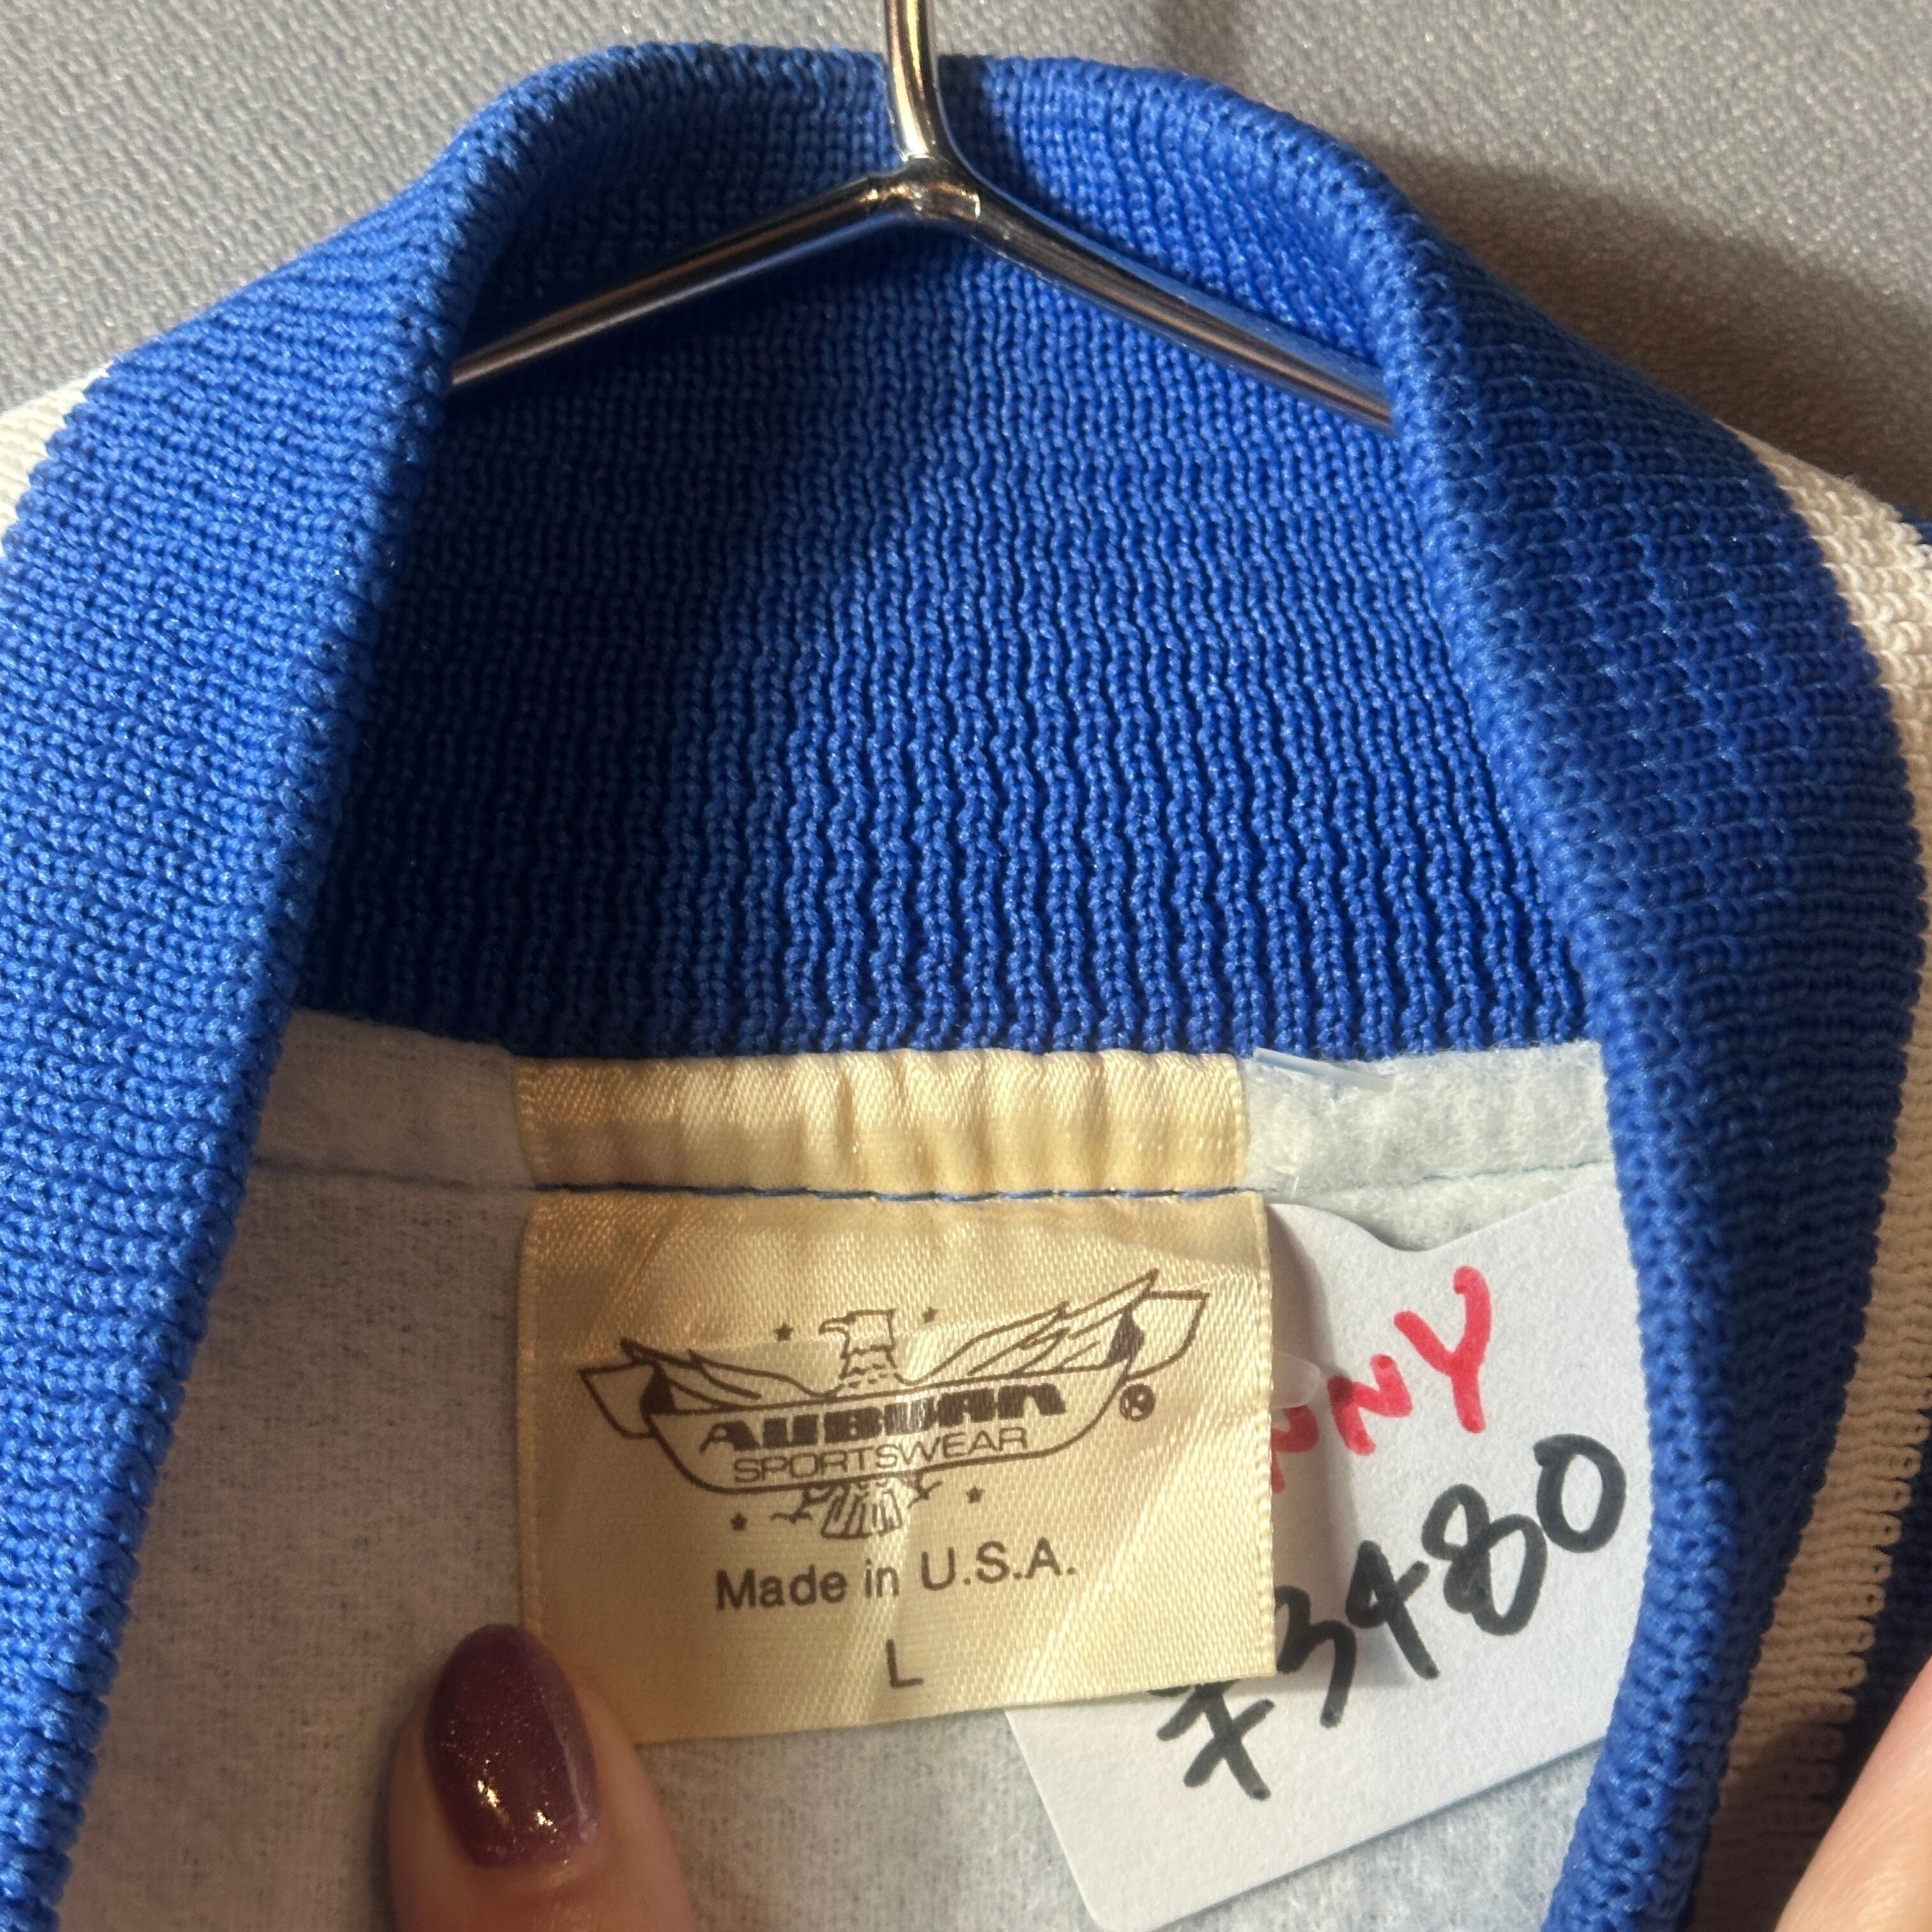 AUBURN
SPORTSWEAR
®
Made in U.S.A.
L
NY
¥3480